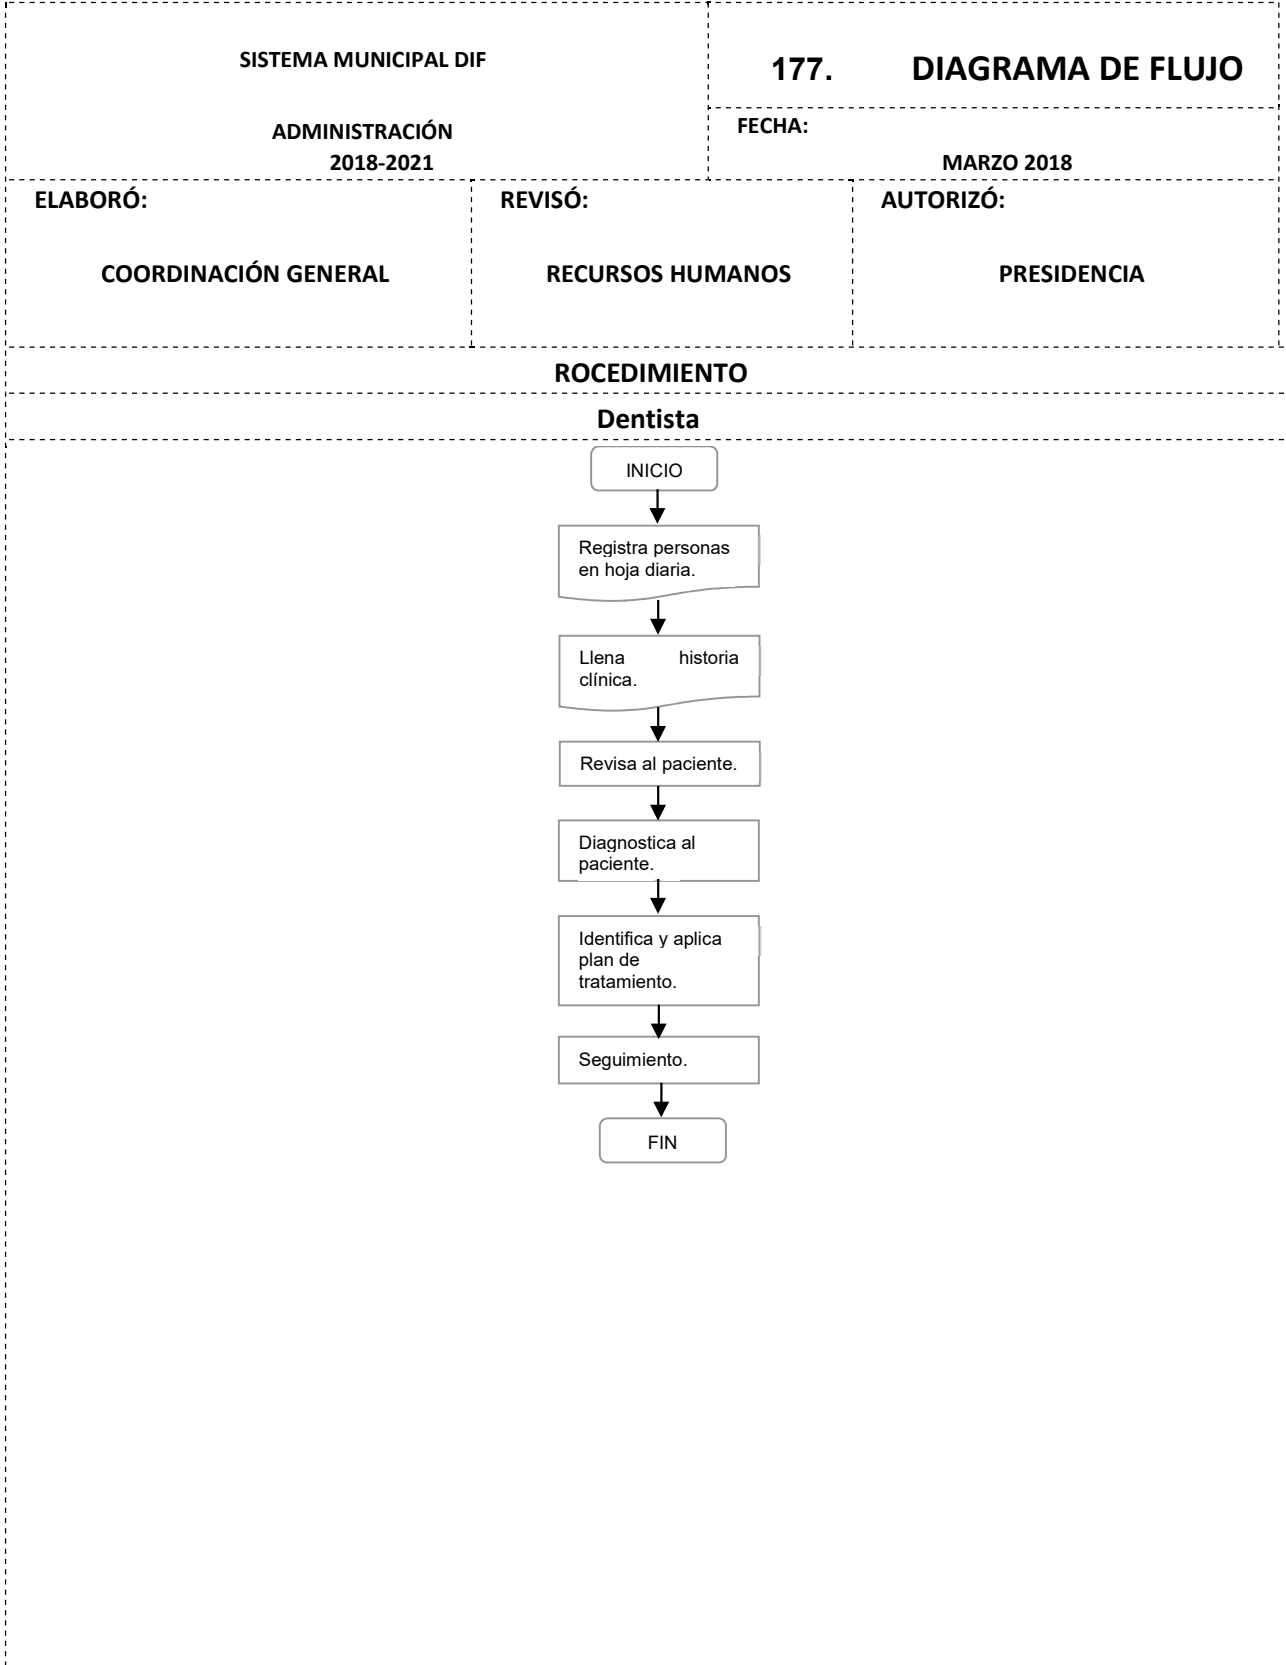 SISTEMA MUNICIPAL DIF
ADMINISTRACIÓN
2018-2021
177. DIAGRAMA DE FLUJO
FECHA:
MARZO 2018
ELABORÓ:
COORDINACIÓN GENERAL
REVISÓ:
RECURSOS HUMANOS
AUTORIZÓ:
PRESIDENCIA
ROCEDIMIENTO
Dentista
INICIO
Registra personas
en hoja diaria.
Llena historia
clínica.
Revisa al paciente.
Diagnostica al
paciente.
Identifica y aplica
plan de
tratamiento.
Seguimiento.
FIN